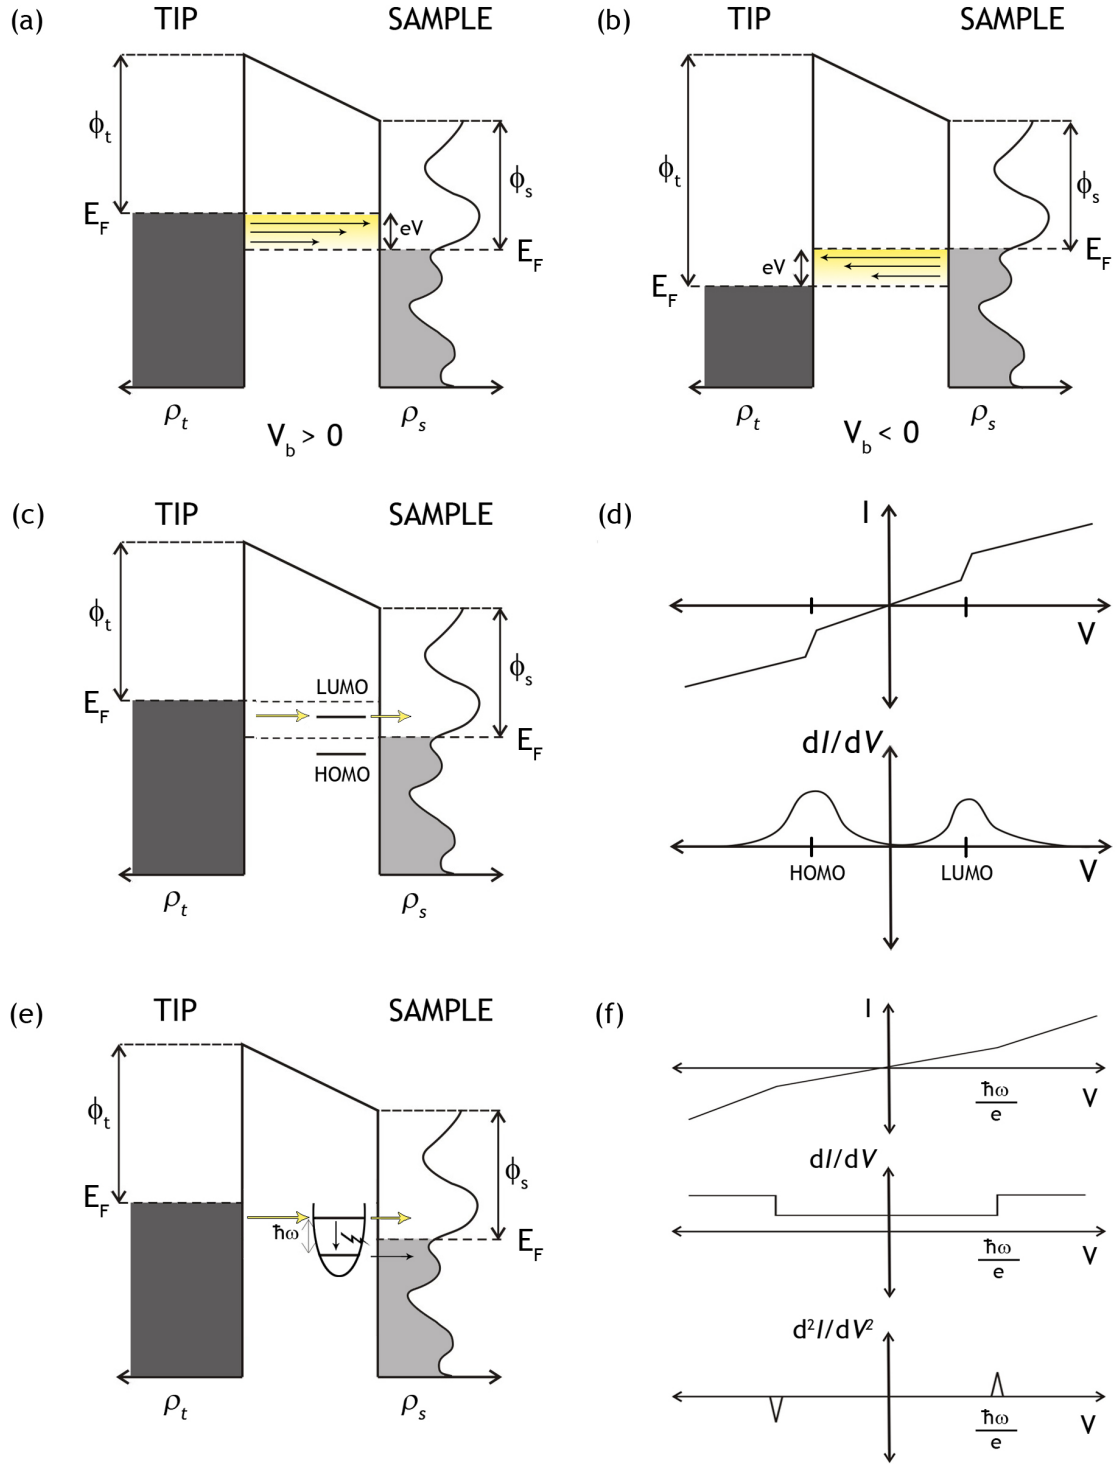 (a) TIP SAMPLE
ϕt
ϕs
EF
eV
EF
ρt
ρs
Vb > 0
(b) TIP SAMPLE
ϕt
ϕs
eV
EF
EF
ρt
ρs
Vb < 0
(c) TIP SAMPLE
ϕt
ϕs
LUMO
EF
EF
HOMO
ρt
ρs
(d)
I
V
dI/dV
HOMO
LUMO
V
(e) TIP SAMPLE
ϕt
ϕs
EF
ħω
EF
ρt
ρs
(f)
I
ħω
e
V
dI/dV
ħω
e
V
d²I/dV²
ħω
e
V